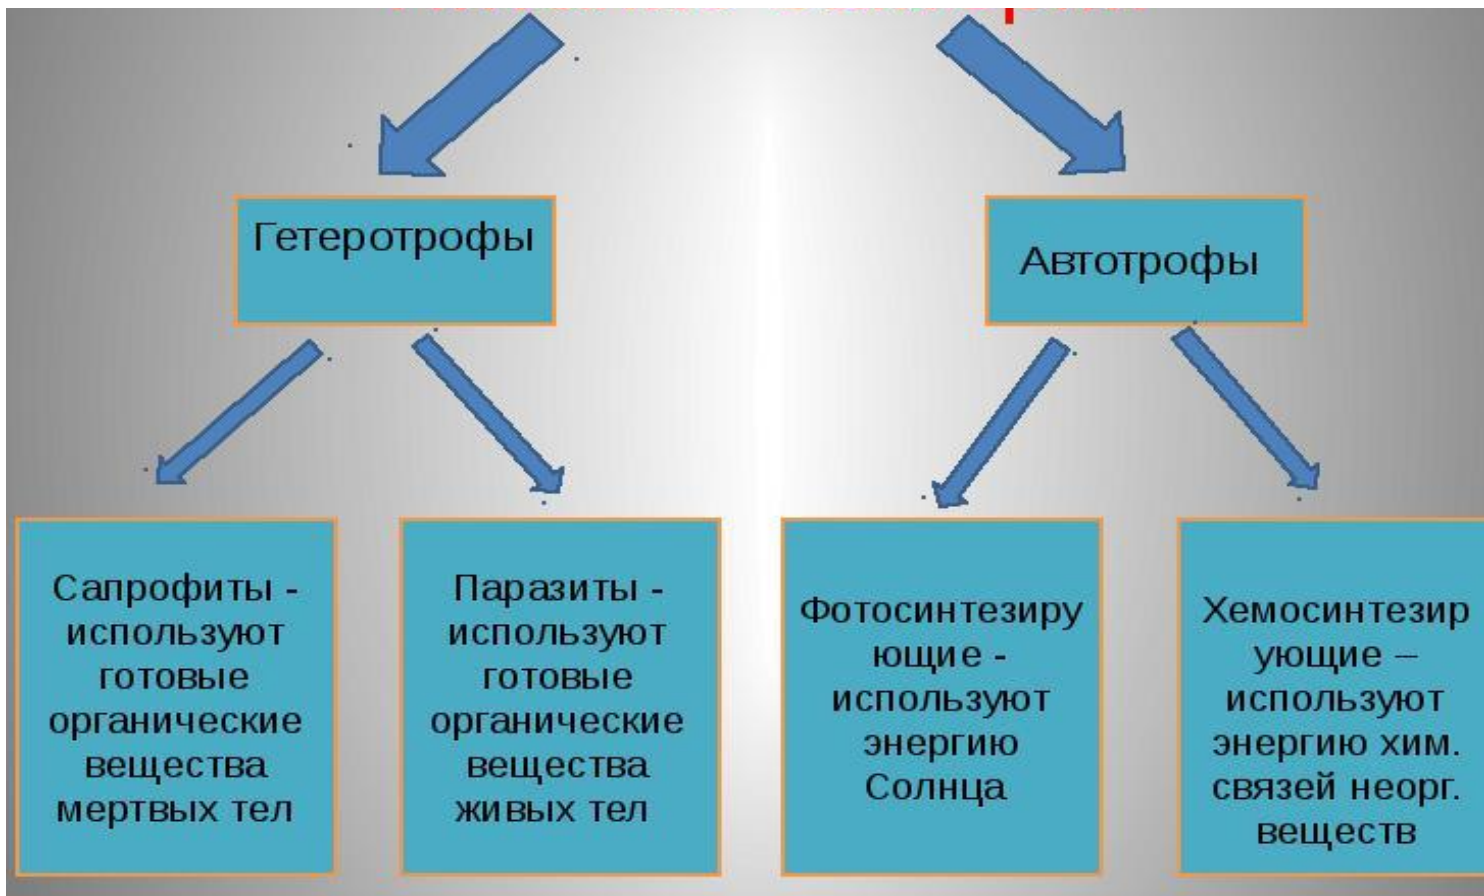 Гетеротрофы
Автотрофы
Сапрофиты -
используют
готовые
органические
вещества
мертвых тел
Паразиты -
используют
готовые
органические
вещества
живых тел
Фотосинтезиру
ющие -
используют
энергию
Солнца
Хемосинтезир
ующие –
используют
энергию хим.
связей неорг.
веществ